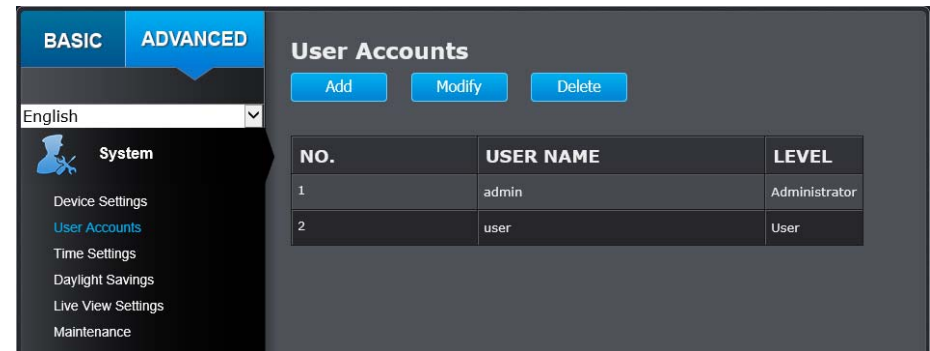 BASIC ADVANCED
English
System
Device Settings
User Accounts
Time Settings
Daylight Savings
Live View Settings
Maintenance
User Accounts
Add Modify Delete
NO. USER NAME LEVEL
1 admin Administrator
2 user User